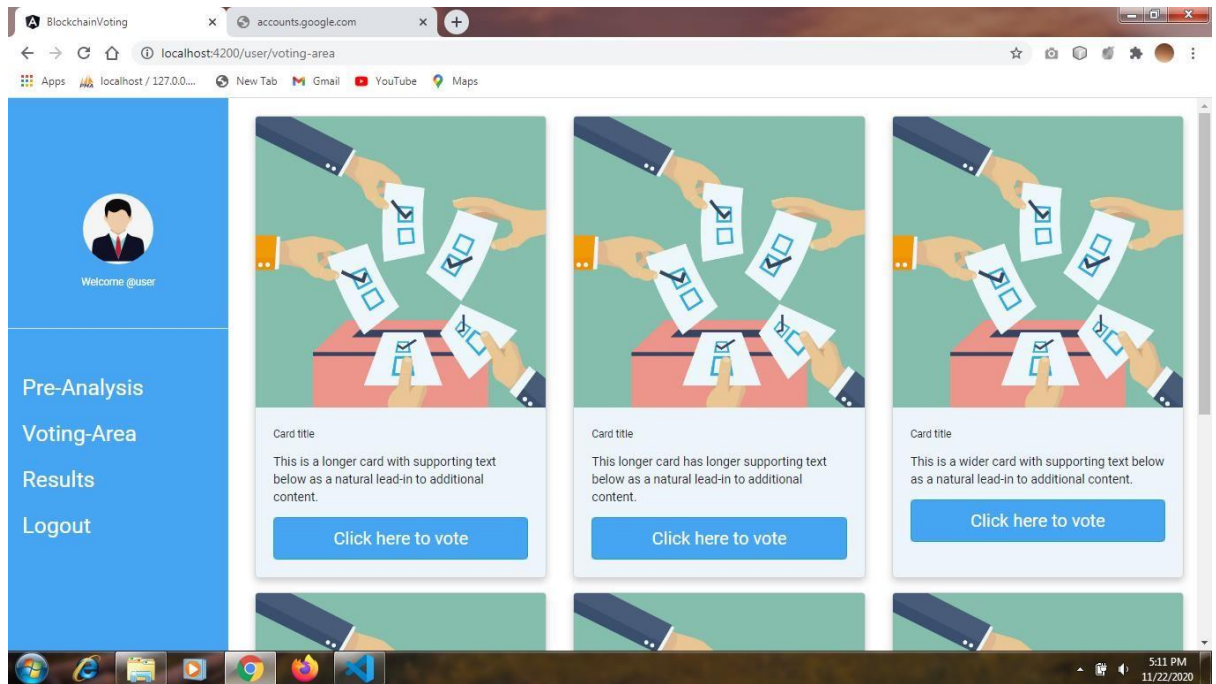 BlockchainVoting
accounts.google.com
localhost:4200/user/voting-area
Apps
localhost / 127.0.0....
New Tab
Gmail
YouTube
Maps
Welcome @user
Pre-Analysis
Voting-Area
Results
Logout
Card title
This is a longer card with supporting text
below as a natural lead-in to additional
content.
Click here to vote
Card title
This longer card has longer supporting text
below as a natural lead-in to additional
content.
Click here to vote
Card title
This is a wider card with supporting text below
as a natural lead-in to additional content.
Click here to vote
5:11 PM
11/22/2020